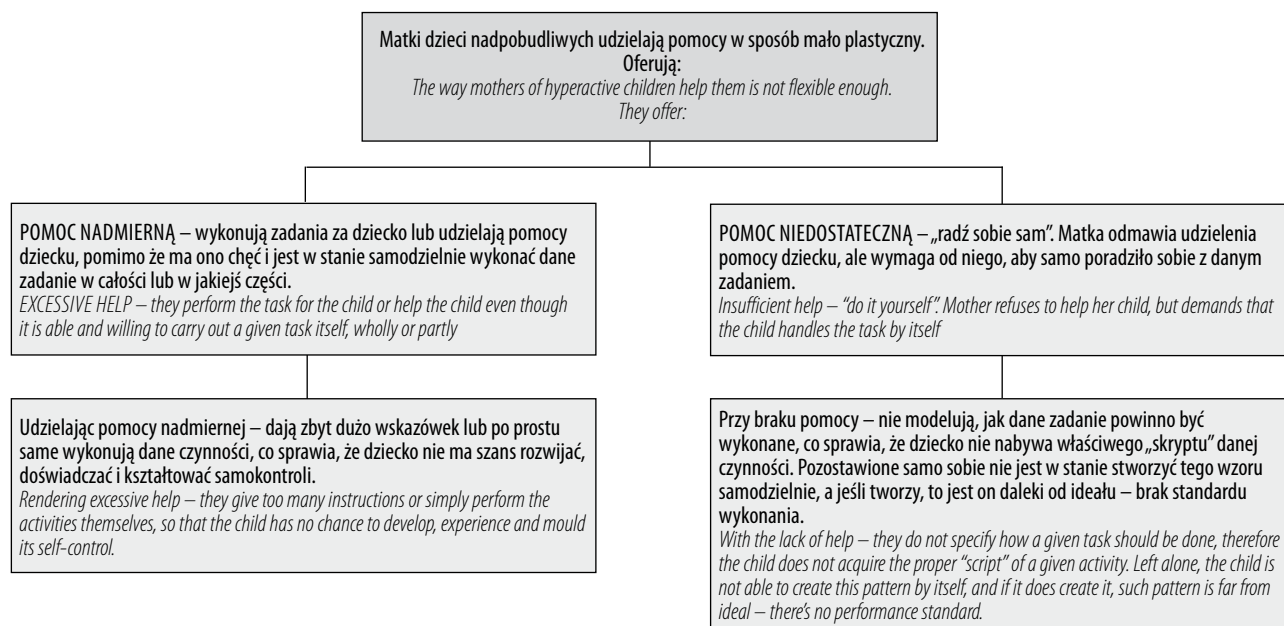 Matki dzieci nadpobudliwych udzielają pomocy w sposób mało plastyczny.
Oferują:
The way mothers of hyperactive children help them is not flexible enough.
They offer:
POMOC NADMIERNĄ – wykonują zadania za dziecko lub udzielają pomocy
dziecku, pomimo że ma ono chęć i jest w stanie samodzielnie wykonać dane
zadanie w całości lub w jakiejś części.
EXCESSIVE HELP – they perform the task for the child or help the child even though
it is able and willing to carry out a given task itself, wholly or partly
POMOC NIEDOSTATECZNĄ – „radź sobie sam”. Matka odmawia udzielenia
pomocy dziecku, ale wymaga od niego, aby samo poradziło sobie z danym
zadaniem.
Insufficient help – “do it yourself”. Mother refuses to help her child, but demands that
the child handles the task by itself
Udzielając pomocy nadmiernej – dają zbyt dużo wskazówek lub po prostu
same wykonują dane czynności, co sprawia, że dziecko nie ma szans rozwijać,
doświadczać i kształtować samokontroli.
Rendering excessive help – they give too many instructions or simply perform the
activities themselves, so that the child has no chance to develop, experience and mould
its self-control.
Przy braku pomocy – nie modelują, jak dane zadanie powinno być
wykonane, co sprawia, że dziecko nie nabywa właściwego „skryptu” danej
czynności. Pozostawione samo sobie nie jest w stanie stworzyć tego wzoru
samodzielnie, a jeśli tworzy, to jest on daleki od ideału – brak standardu
wykonania.
With the lack of help – they do not specify how a given task should be done, therefore
the child does not acquire the proper “script” of a given activity. Left alone, the child is
not able to create this pattern by itself, and if it does create it, such pattern is far from
ideal – there’s no performance standard.